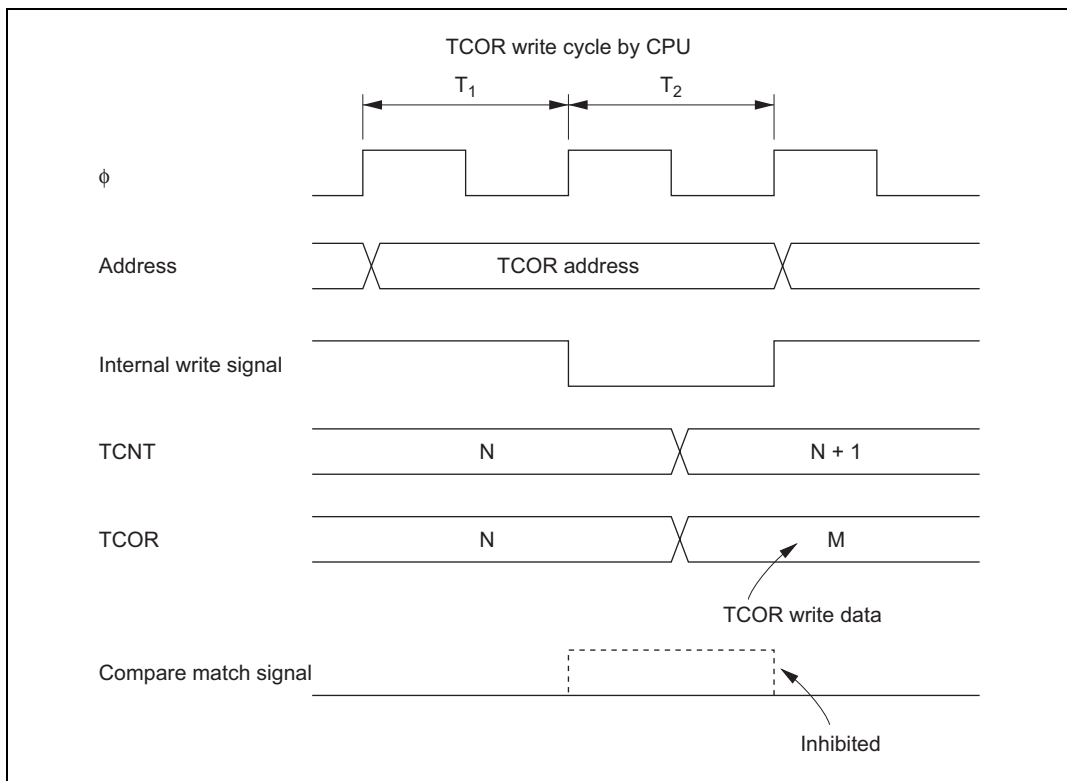 TCOR write cycle by CPU
T₁ T₂
ϕ
Address TCOR address
Internal write signal
TCNT N N + 1
TCOR N M
TCOR write data
Compare match signal
Inhibited